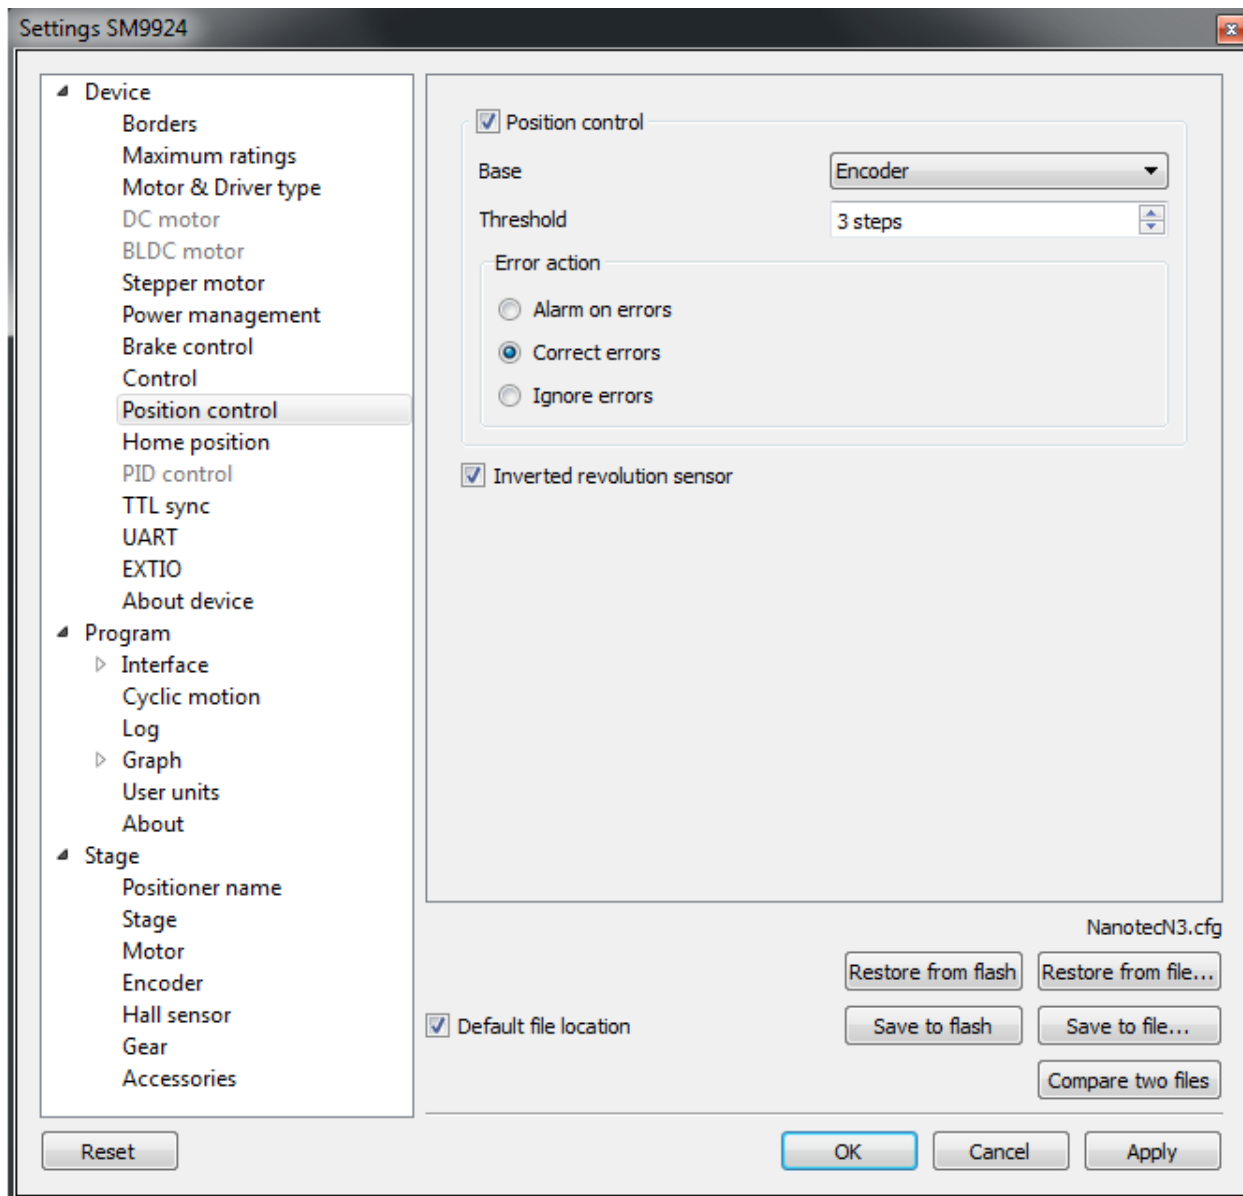 Settings SM9924
Device
Borders
Maximum ratings
Motor & Driver type
DC motor
BLDC motor
Stepper motor
Power management
Brake control
Control
Position control
Home position
PID control
TTL sync
UART
EXTIO
About device
Program
Interface
Cyclic motion
Log
Graph
User units
About
Stage
Positioner name
Stage
Motor
Encoder
Hall sensor
Gear
Accessories
Position control
Base Encoder
Threshold 3 steps
Error action
Alarm on errors
Correct errors
Ignore errors
Inverted revolution sensor
NanotecN3.cfg
Restore from flash Restore from file...
Default file location Save to flash Save to file...
Compare two files
Reset OK Cancel Apply